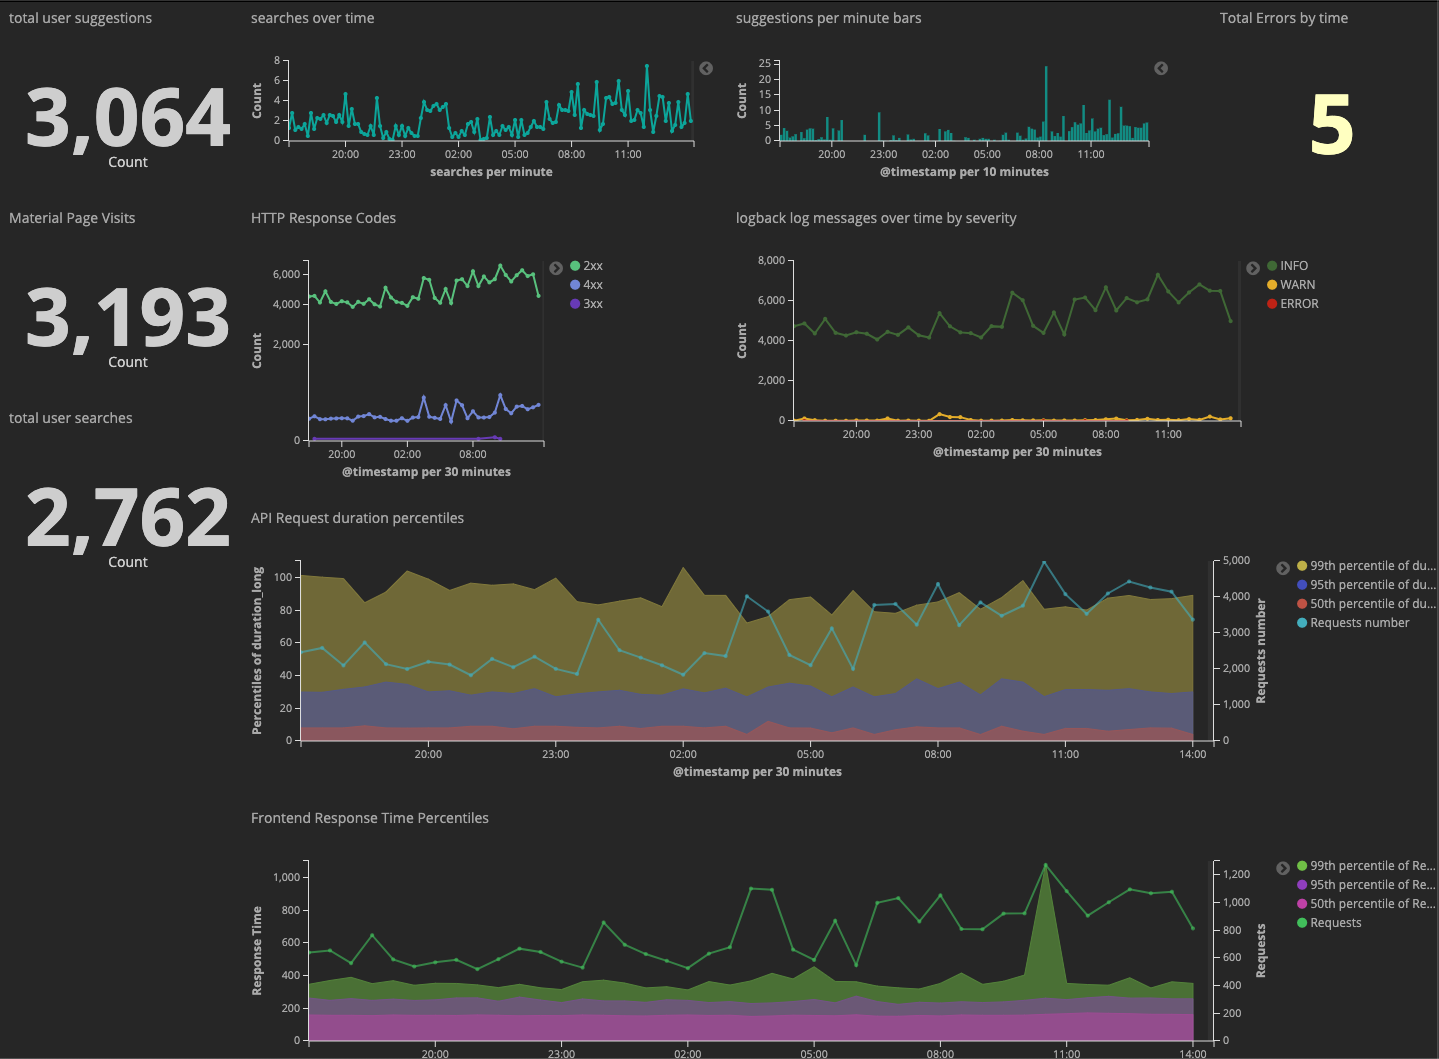 total user suggestions
3,064
Count
Material Page Visits
3,193
Count
total user searches
2,762
Count
searches over time
8
6
4
2
0
Count
20:00 23:00 02:00 05:00 08:00 11:00
searches per minute
suggestions per minute bars
25
20
15
10
5
0
Count
20:00 23:00 02:00 05:00 08:00 11:00
@timestamp per 10 minutes
Total Errors by time
5
HTTP Response Codes
6,000
4,000
2,000
0
Count
20:00 02:00 08:00
@timestamp per 30 minutes
2xx
4xx
3xx
logback log messages over time by severity
8,000
6,000
4,000
2,000
0
Count
20:00 23:00 02:00 05:00 08:00 11:00
@timestamp per 30 minutes
INFO
WARN
ERROR
API Request duration percentiles
100
80
60
40
20
0
Percentiles of duration_long
20:00 23:00 02:00 05:00 08:00 11:00 14:00
@timestamp per 30 minutes
5,000
4,000
3,000
2,000
1,000
0
Requests number
99th percentile of du...
95th percentile of du...
50th percentile of du...
Requests number
Frontend Response Time Percentiles
1,000
800
600
400
200
0
Response Time
20:00 23:00 02:00 05:00 08:00 11:00 14:00
1,200
1,000
800
600
400
200
0
Requests
99th percentile of Re...
95th percentile of Re...
50th percentile of Re...
Requests